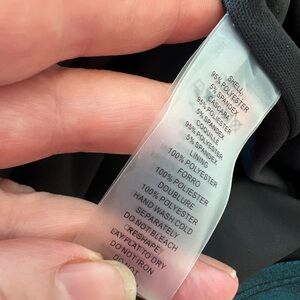 SHELL
95% POLYESTER
5% SPANDEX
CASCARA
95% POLIESTER
5% SPANDEX
COQUILLE
95% POLYESTER
5% SPANDEX
LINING
100% POLYESTER
FORRO
100% POLIESTER
DOUBLURE
100% POLYESTER
HAND WASH COLD
SEPARATELY
DO NOT BLEACH
RESHAPE
LAY FLAT TO DRY
DO NOT IRON
DO NOT